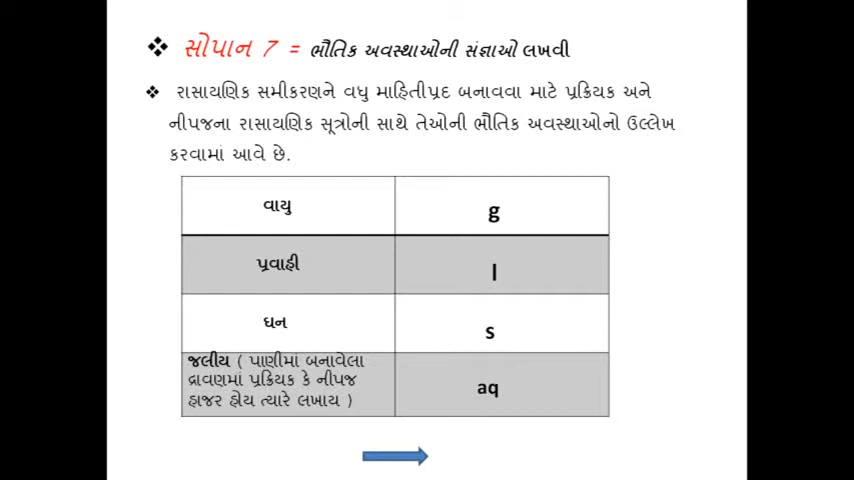 ❖ સોપાન 7 = ભૌતિક અવસ્થાઓની સંજ્ઞાઓ લખવી
❖ રાસાયણિક સમીકરણને વધુ માહિતીપ્રદ બનાવવા માટે પ્રક્રિયક અને
નીપજના રાસાયણિક સૂત્રોની સાથે તેઓની ભૌતિક અવસ્થાઓનો ઉલ્લેખ
કરવામાં આવે છે.
વાયુ g
પ્રવાહી l
ઘન s
જલીય ( પાણીમાં બનાવેલા
દ્રાવણમાં પ્રક્રિયક કે નીપજ
હાજર હોય ત્યારે લખાય )
aq